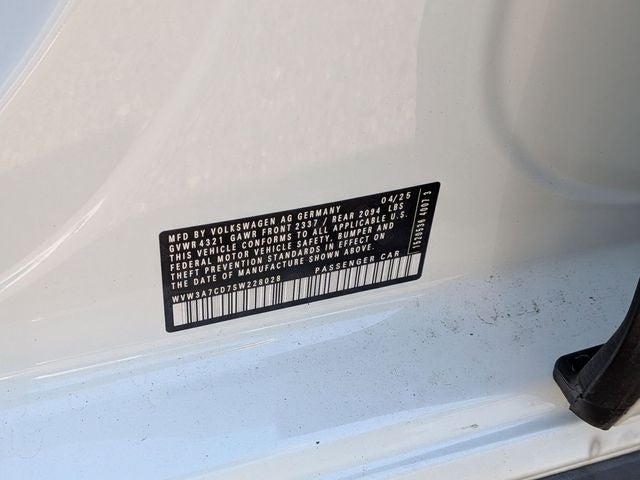 MFD BY VOLKSWAGEN AG GERMANY 04/25
GVWR 4321 GAWR FRONT 2337 / REAR 2094 LBS
THIS VEHICLE CONFORMS TO ALL APPLICABLE U.S.
FEDERAL MOTOR VEHICLE SAFETY, BUMPER AND
THEFT PREVENTION STANDARDS IN EFFECT ON
THE DATE OF MANUFACTURE SHOWN ABOVE.
PASSENGER CAR
WVW3A7CD7SW228028
4007 3